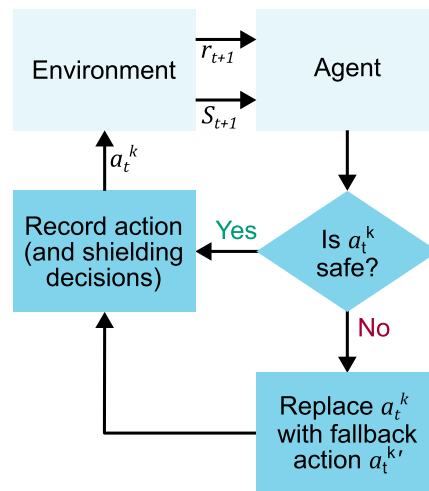 Environment
r_{t+1}
Agent
S_{t+1}
a_t^k
Record action
(and shielding
decisions)
Yes
Is a_t^k
safe?
No
Replace a_t^k
with fallback
action a_t^{k′}